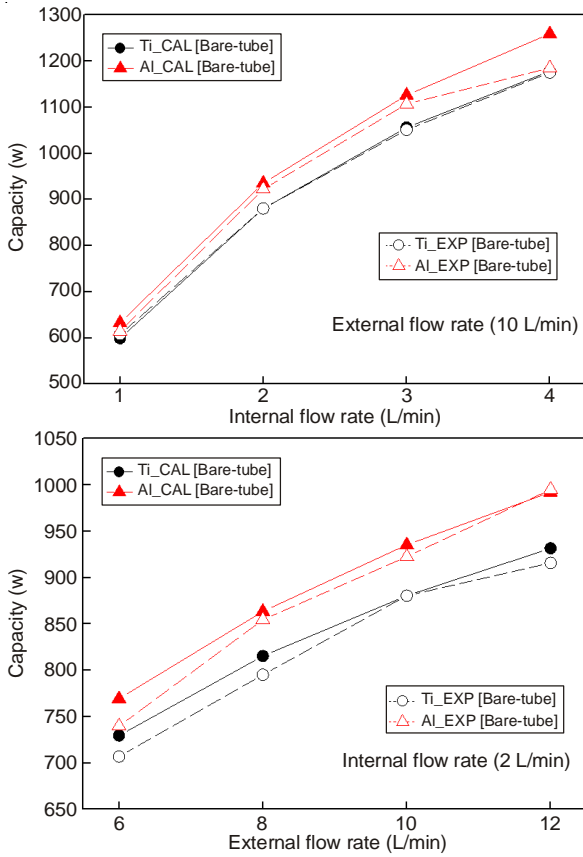 1300
1200
1100
1000
900
800
700
600
500
Capacity (w)
Ti_CAL [Bare-tube]
Al_CAL [Bare-tube]
Ti_EXP [Bare-tube]
Al_EXP [Bare-tube]
External flow rate (10 L/min)
1 2 3 4
Internal flow rate (L/min)
1050
1000
950
900
850
800
750
700
650
Capacity (w)
Ti_CAL [Bare-tube]
Al_CAL [Bare-tube]
Ti_EXP [Bare-tube]
Al_EXP [Bare-tube]
Internal flow rate (2 L/min)
6 8 10 12
External flow rate (L/min)